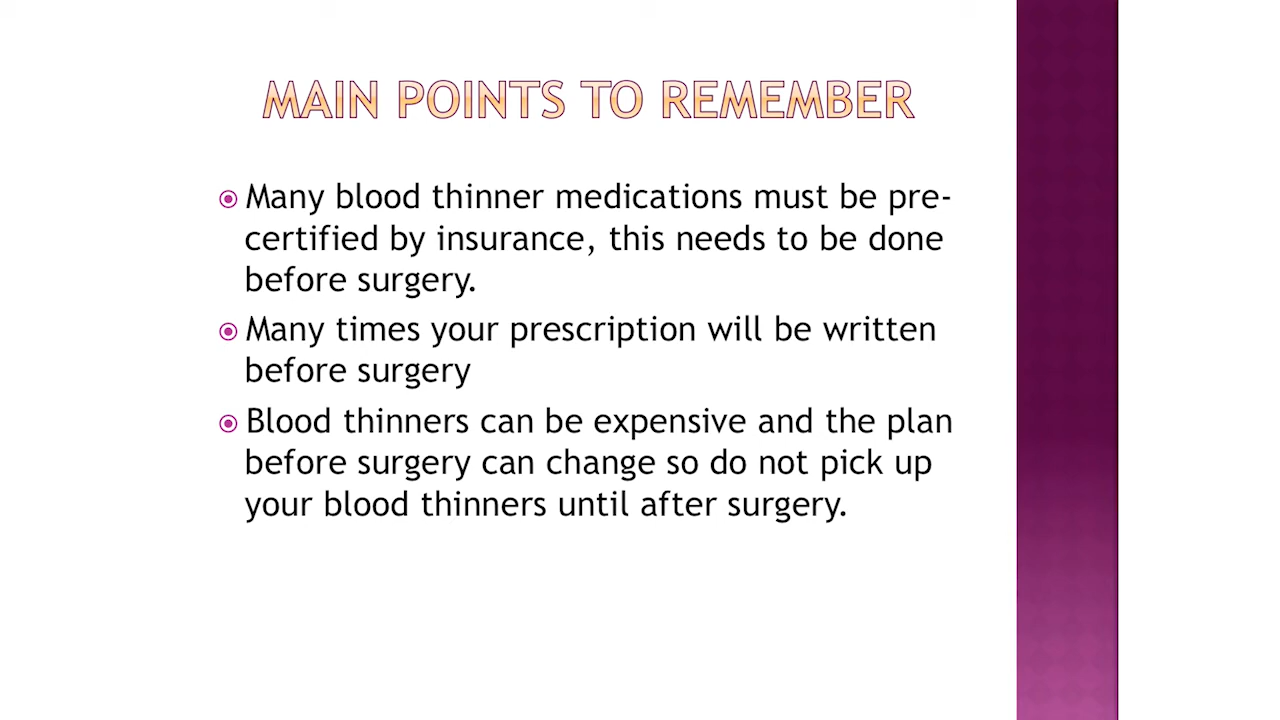 MAIN POINTS TO REMEMBER
Many blood thinner medications must be pre-
certified by insurance, this needs to be done
before surgery.
Many times your prescription will be written
before surgery
Blood thinners can be expensive and the plan
before surgery can change so do not pick up
your blood thinners until after surgery.